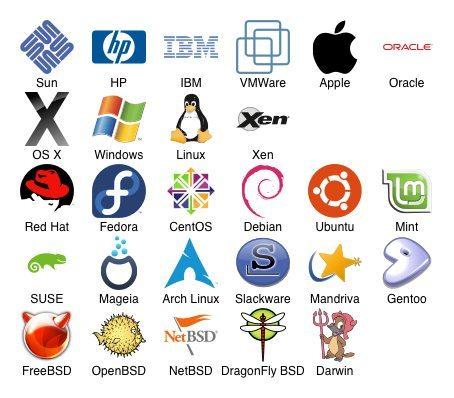 hp IBM ORACLE
Sun HP IBM VMWare Apple Oracle
Xen
OS X Windows Linux Xen
Red Hat Fedora CentOS Debian Ubuntu Mint
SUSE Mageia Arch Linux Slackware Mandriva Gentoo
NetBSD
FreeBSD OpenBSD NetBSD DragonFly BSD Darwin